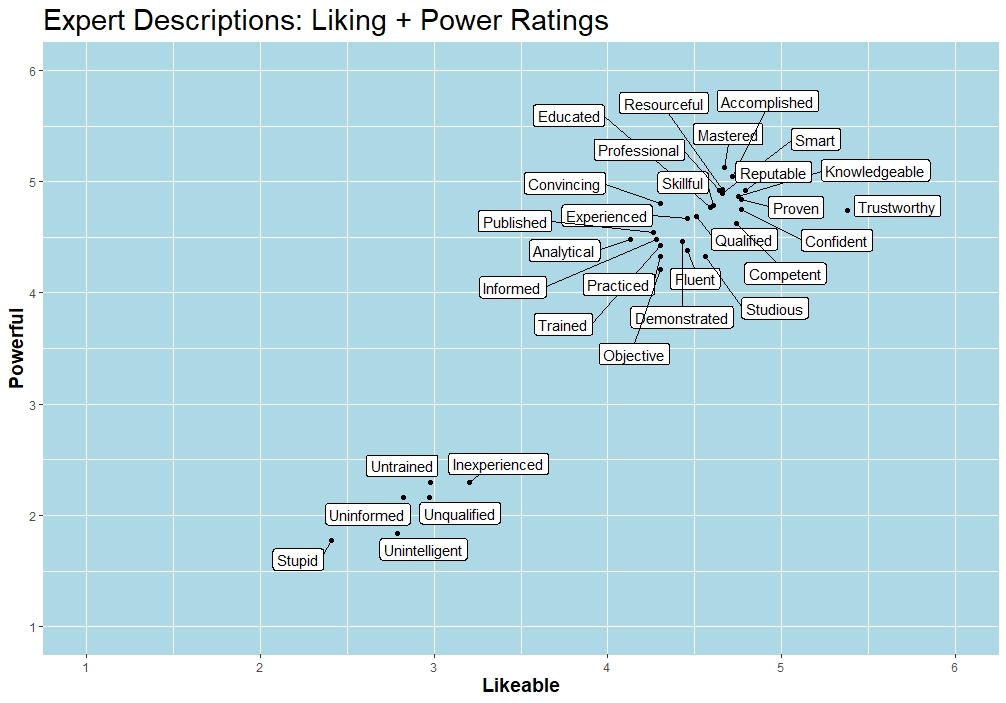 Expert Descriptions: Liking + Power Ratings
6
Resourceful
Accomplished
Educated
Mastered
Smart
Professional
Knowledgeable
Reputable
5
Skillful
Convincing
Trustworthy
Proven
Experienced
Published
Qualified
Confident
Analytical
Competent
Fluent
Practiced
Informed
4
Studious
Demonstrated
Trained
Objective
Powerful
3
Untrained
Inexperienced
2
Uninformed
Unqualified
Unintelligent
Stupid
1
1
2
3
4
5
6
Likeable